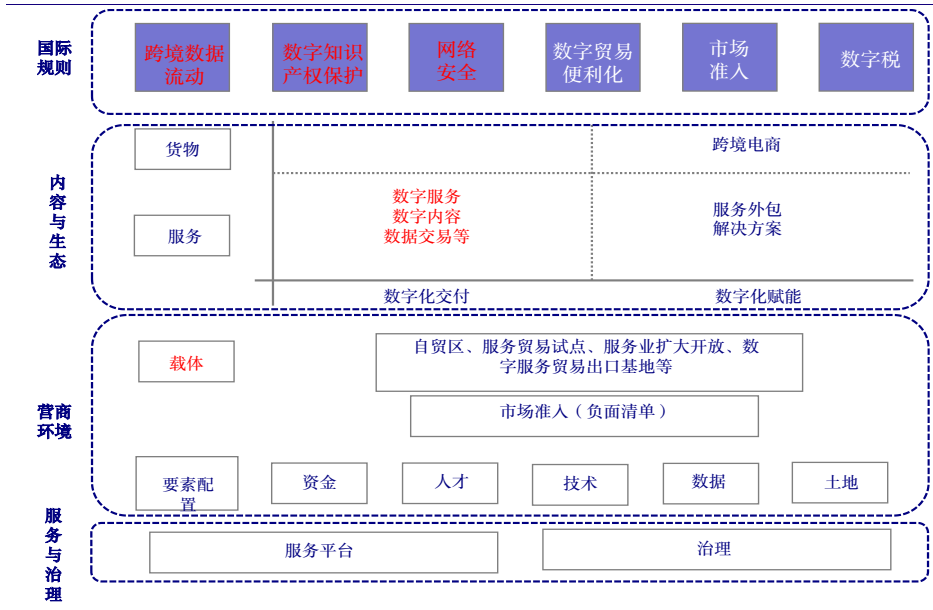 国际
规则
跨境数据
流动
数字知识
产权保护
网络
安全
数字贸易
便利化
市场
准入
数字税
内
容
与
生
态
货物
跨境电商
服务
数字服务
数字内容
数据交易等
服务外包
解决方案
数字化交付
数字化赋能
营商
环境
载体
自贸区、服务贸易试点、服务业扩大开放、数
字服务贸易出口基地等
市场准入（负面清单）
要素配
置
资金
人才
技术
数据
土地
服
务
与
治
理
服务平台
治理